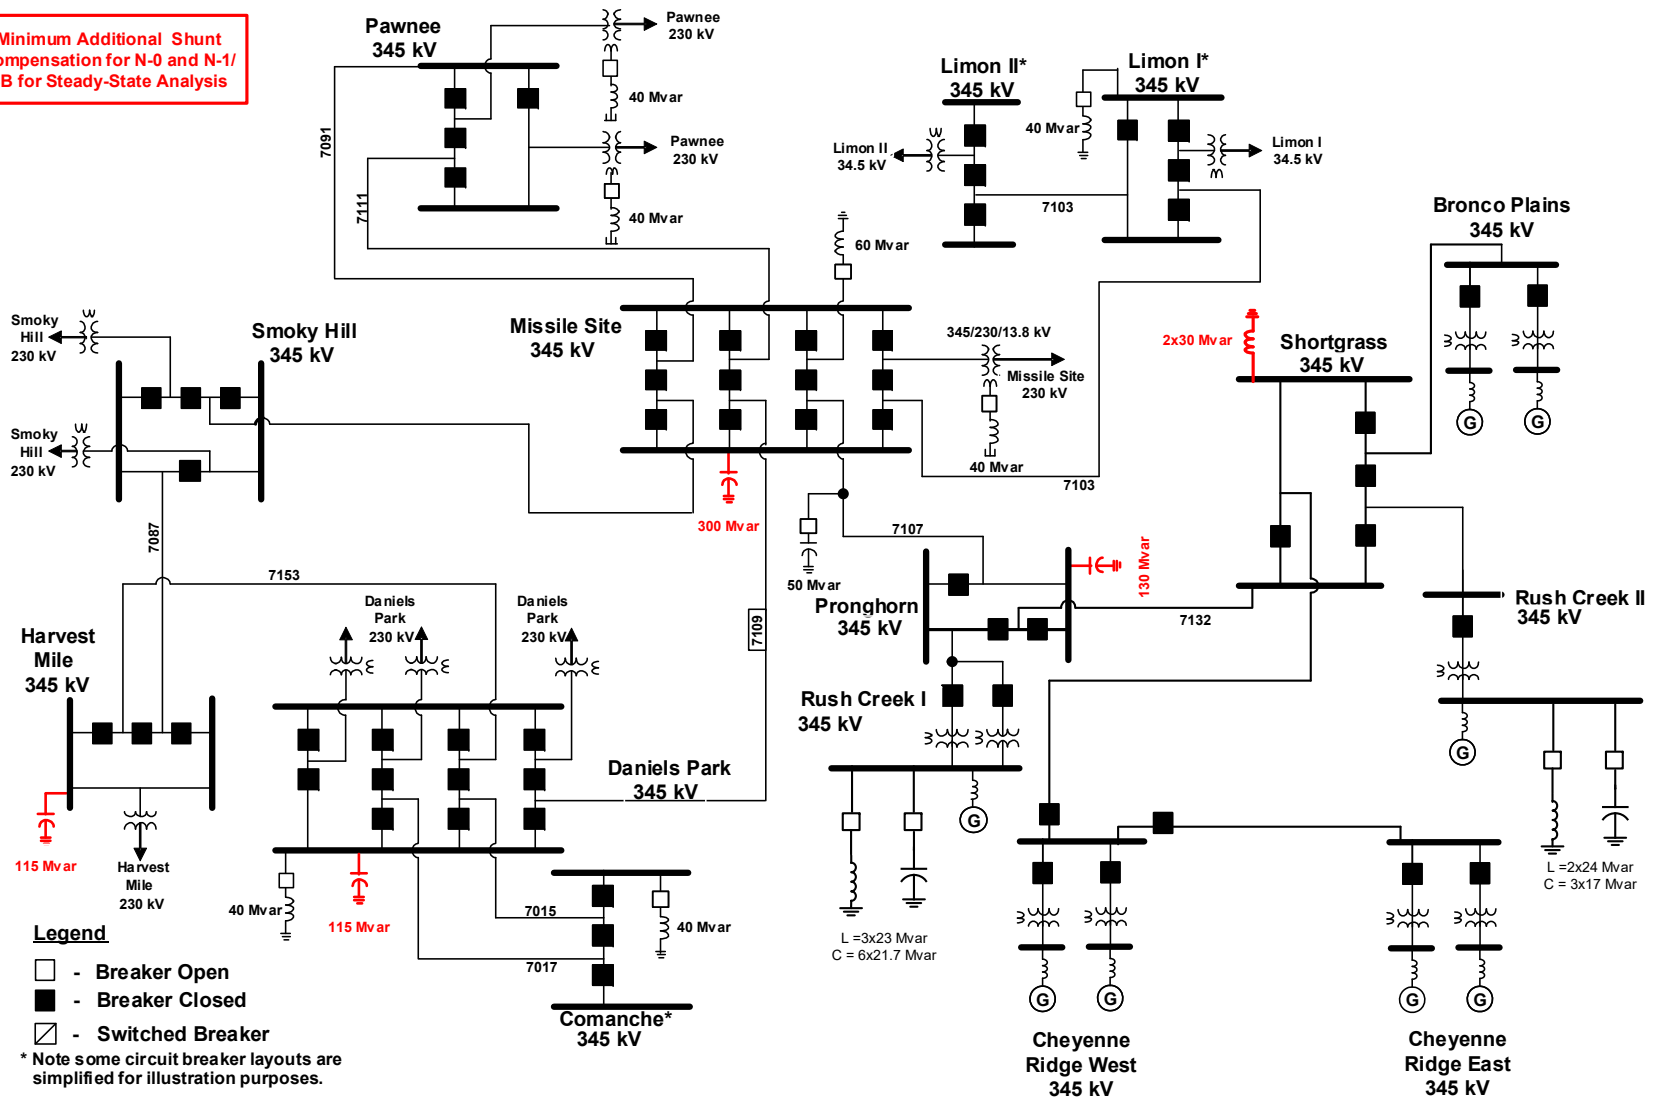 Minimum Additional Shunt
ompensation for N-0 and N-1/
B for Steady-State Analysis
Pawnee
345 kV
Pawnee
230 kV
40 Mvar
Pawnee
230 kV
40 Mvar
7091
7111
Limon II*
345 kV
Limon I*
345 kV
40 Mvar
Limon II
34.5 kV
Limon I
34.5 kV
7103
Bronco Plains
345 kV
G
G
60 Mvar
Smoky
Hill
230 kV
Smoky
Hill
230 kV
Smoky Hill
345 kV
Missile Site
345 kV
345/230/13.8 kV
Missile Site
230 kV
40 Mvar
7103
2x30 Mvar
Shortgrass
345 kV
300 Mvar
50 Mvar
7107
130 Mvar
7087
7153
7109
Pronghorn
345 kV
7132
Rush Creek II
345 kV
G
L =2x24 Mvar
C = 3x17 Mvar
Daniels
Park
230 kV
Daniels
Park
230 kV
Harvest
Mile
345 kV
115 Mvar
Harvest
Mile
230 kV
Rush Creek I
345 kV
G
L =3x23 Mvar
C = 6x21.7 Mvar
Daniels Park
345 kV
40 Mvar
115 Mvar
7015
7017
40 Mvar
Comanche*
345 kV
G
G
G
G
Cheyenne
Ridge West
345 kV
Cheyenne
Ridge East
345 kV
Legend
- Breaker Open
- Breaker Closed
- Switched Breaker
* Note some circuit breaker layouts are
simplified for illustration purposes.